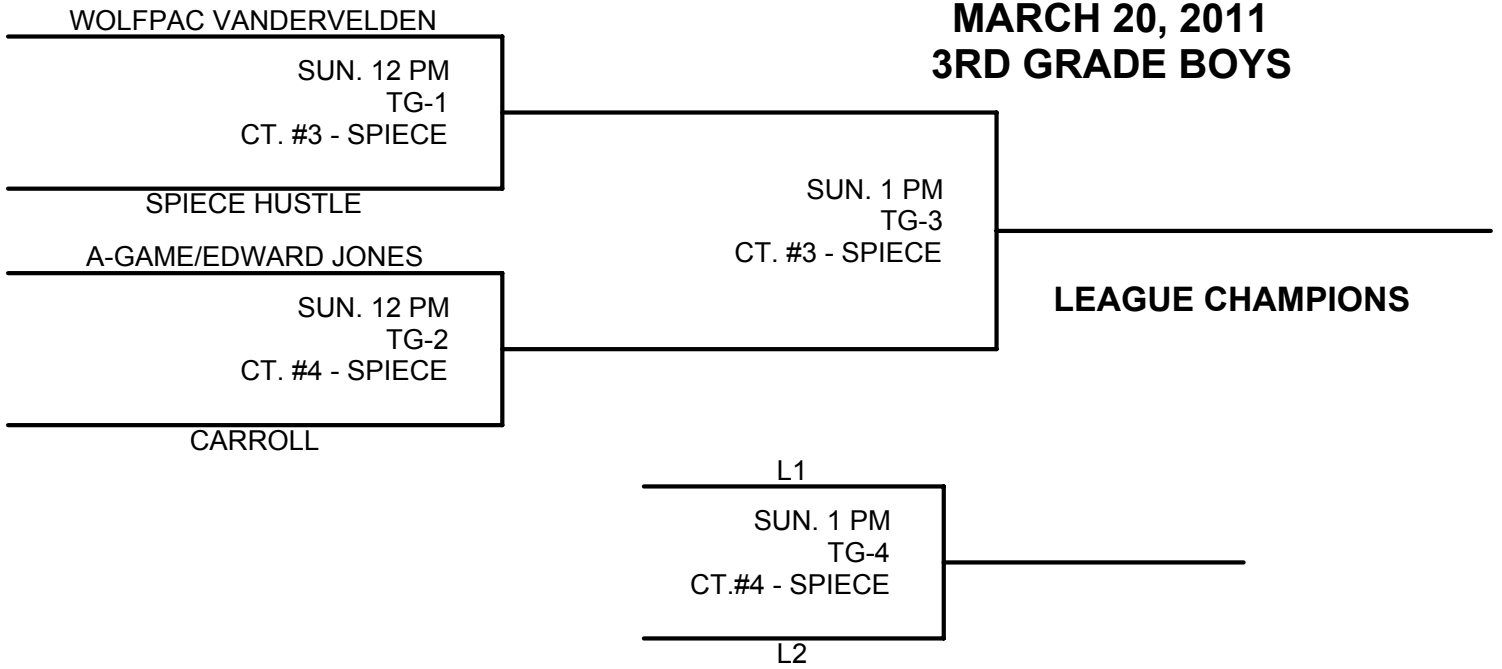 MARCH 20, 2011
3RD GRADE BOYS
WOLFPAC VANDERVELDEN
SUN. 12 PM
TG-1
CT. #3 - SPIECE
SPIECE HUSTLE
A-GAME/EDWARD JONES
SUN. 12 PM
TG-2
CT. #4 - SPIECE
CARROLL
SUN. 1 PM
TG-3
CT. #3 - SPIECE
LEAGUE CHAMPIONS
L1
SUN. 1 PM
TG-4
CT.#4 - SPIECE
L2